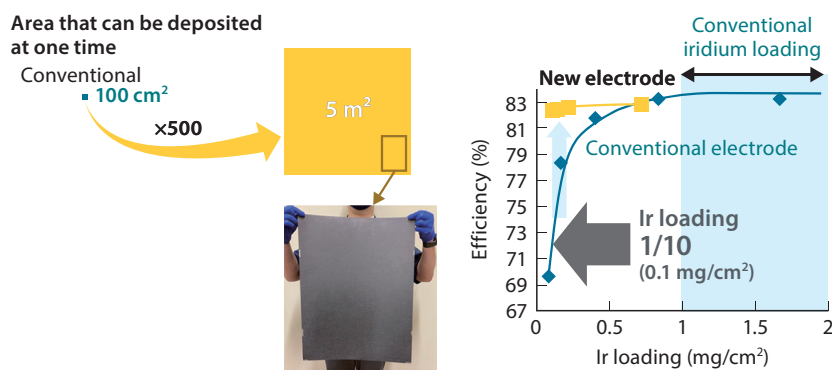 Area that can be deposited
at one time
Conventional
100 cm²
×500
5 m²
Conventional
iridium loading
New electrode
83
81
79
77
75
73
71
69
67
Efficiency (%)
Conventional electrode
Ir loading
1/10
(0.1 mg/cm²)
0
0.5
1
1.5
2
Ir loading (mg/cm²)